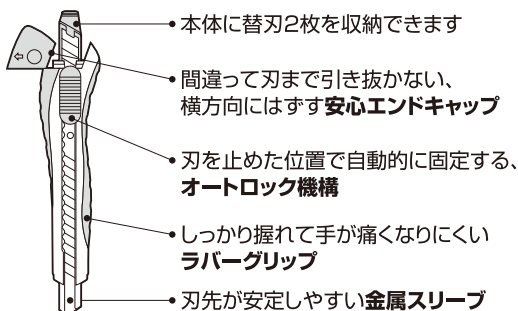 本体に替刃2枚を収納できます
間違って刃まで引き抜かない、
横方向にはずす安心エンドキャップ
刃を止めた位置で自動的に固定する、
オートロック機構
しっかり握れて手が痛くなりにくい
ラバーグリップ
刃先が安定しやすい金属スリーブ